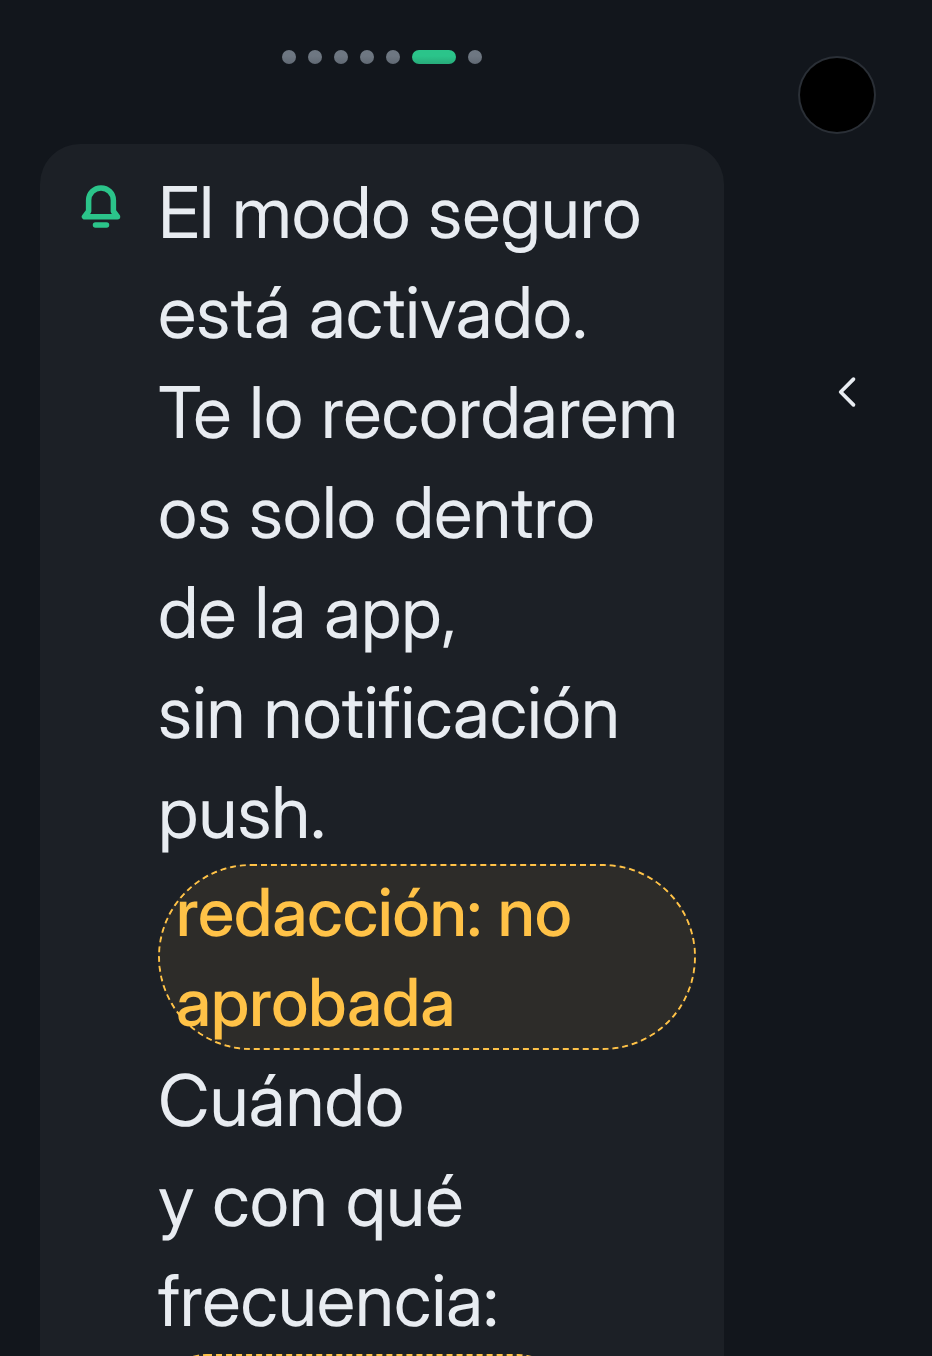 El modo seguro
está activado.
Te lo recordarem
os solo dentro
de la app,
sin notificación
push.
redacción: no
aprobada
Cuándo
y con qué
frecuencia: